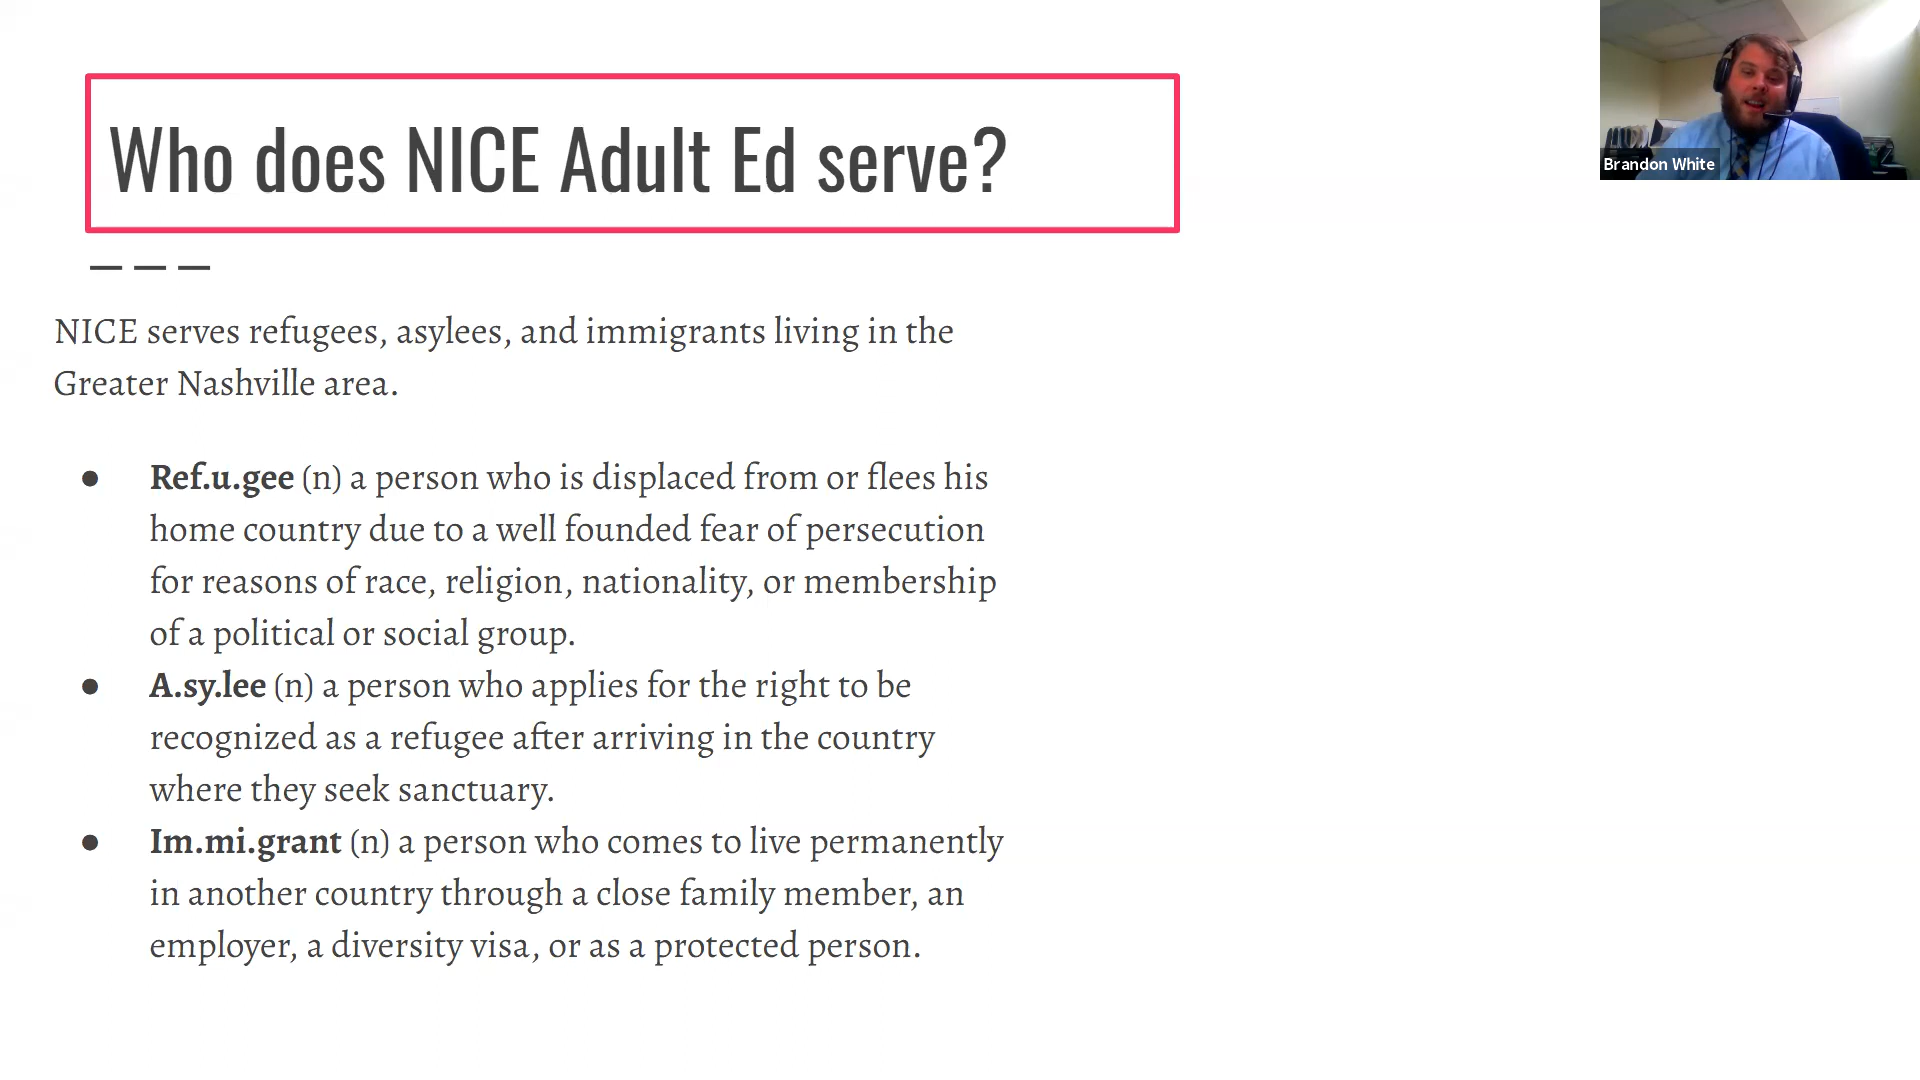 Who does NICE Adult Ed serve?
Brandon White
NICE serves refugees, asylees, and immigrants living in the
Greater Nashville area.
● Ref.u.gee (n) a person who is displaced from or flees his
home country due to a well founded fear of persecution
for reasons of race, religion, nationality, or membership
of a political or social group.
● A.sy.lee (n) a person who applies for the right to be
recognized as a refugee after arriving in the country
where they seek sanctuary.
● Im.mi.grant (n) a person who comes to live permanently
in another country through a close family member, an
employer, a diversity visa, or as a protected person.